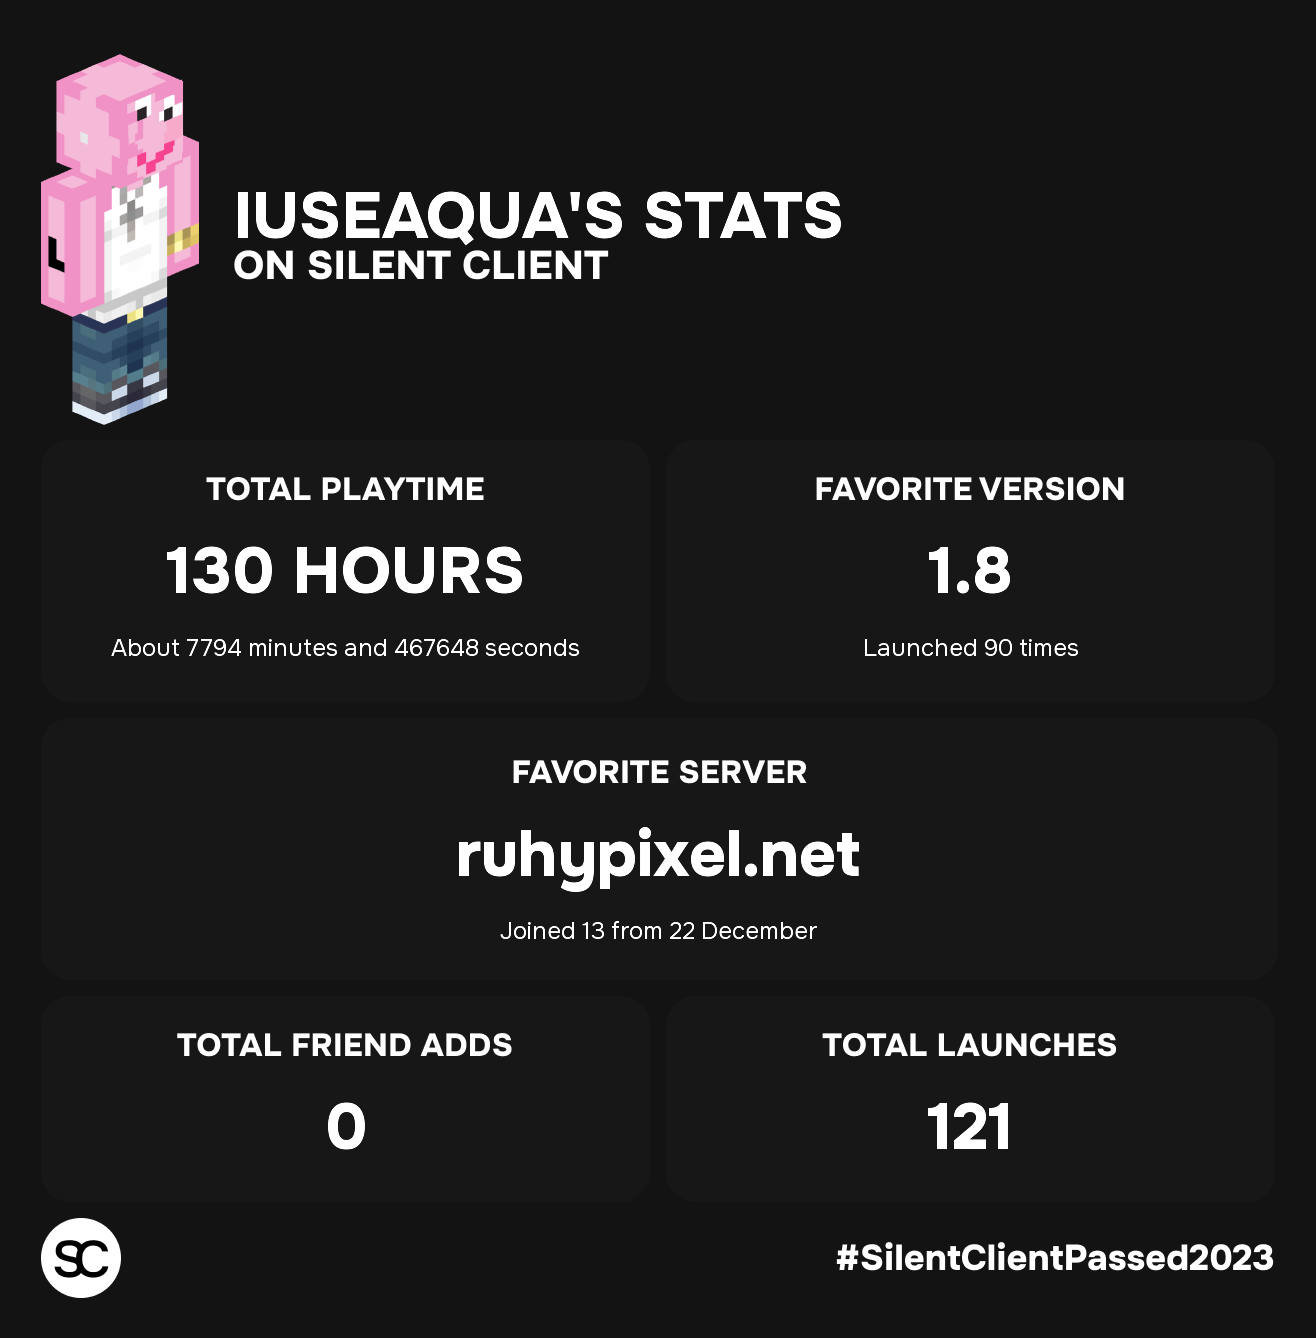 IUSEAQUA'S STATS
ON SILENT CLIENT
TOTAL PLAYTIME
130 HOURS
About 7794 minutes and 467648 seconds
FAVORITE VERSION
1.8
Launched 90 times
FAVORITE SERVER
ruhypixel.net
Joined 13 from 22 December
TOTAL FRIEND ADDS
0
TOTAL LAUNCHES
121
SC
#SilentClientPassed2023